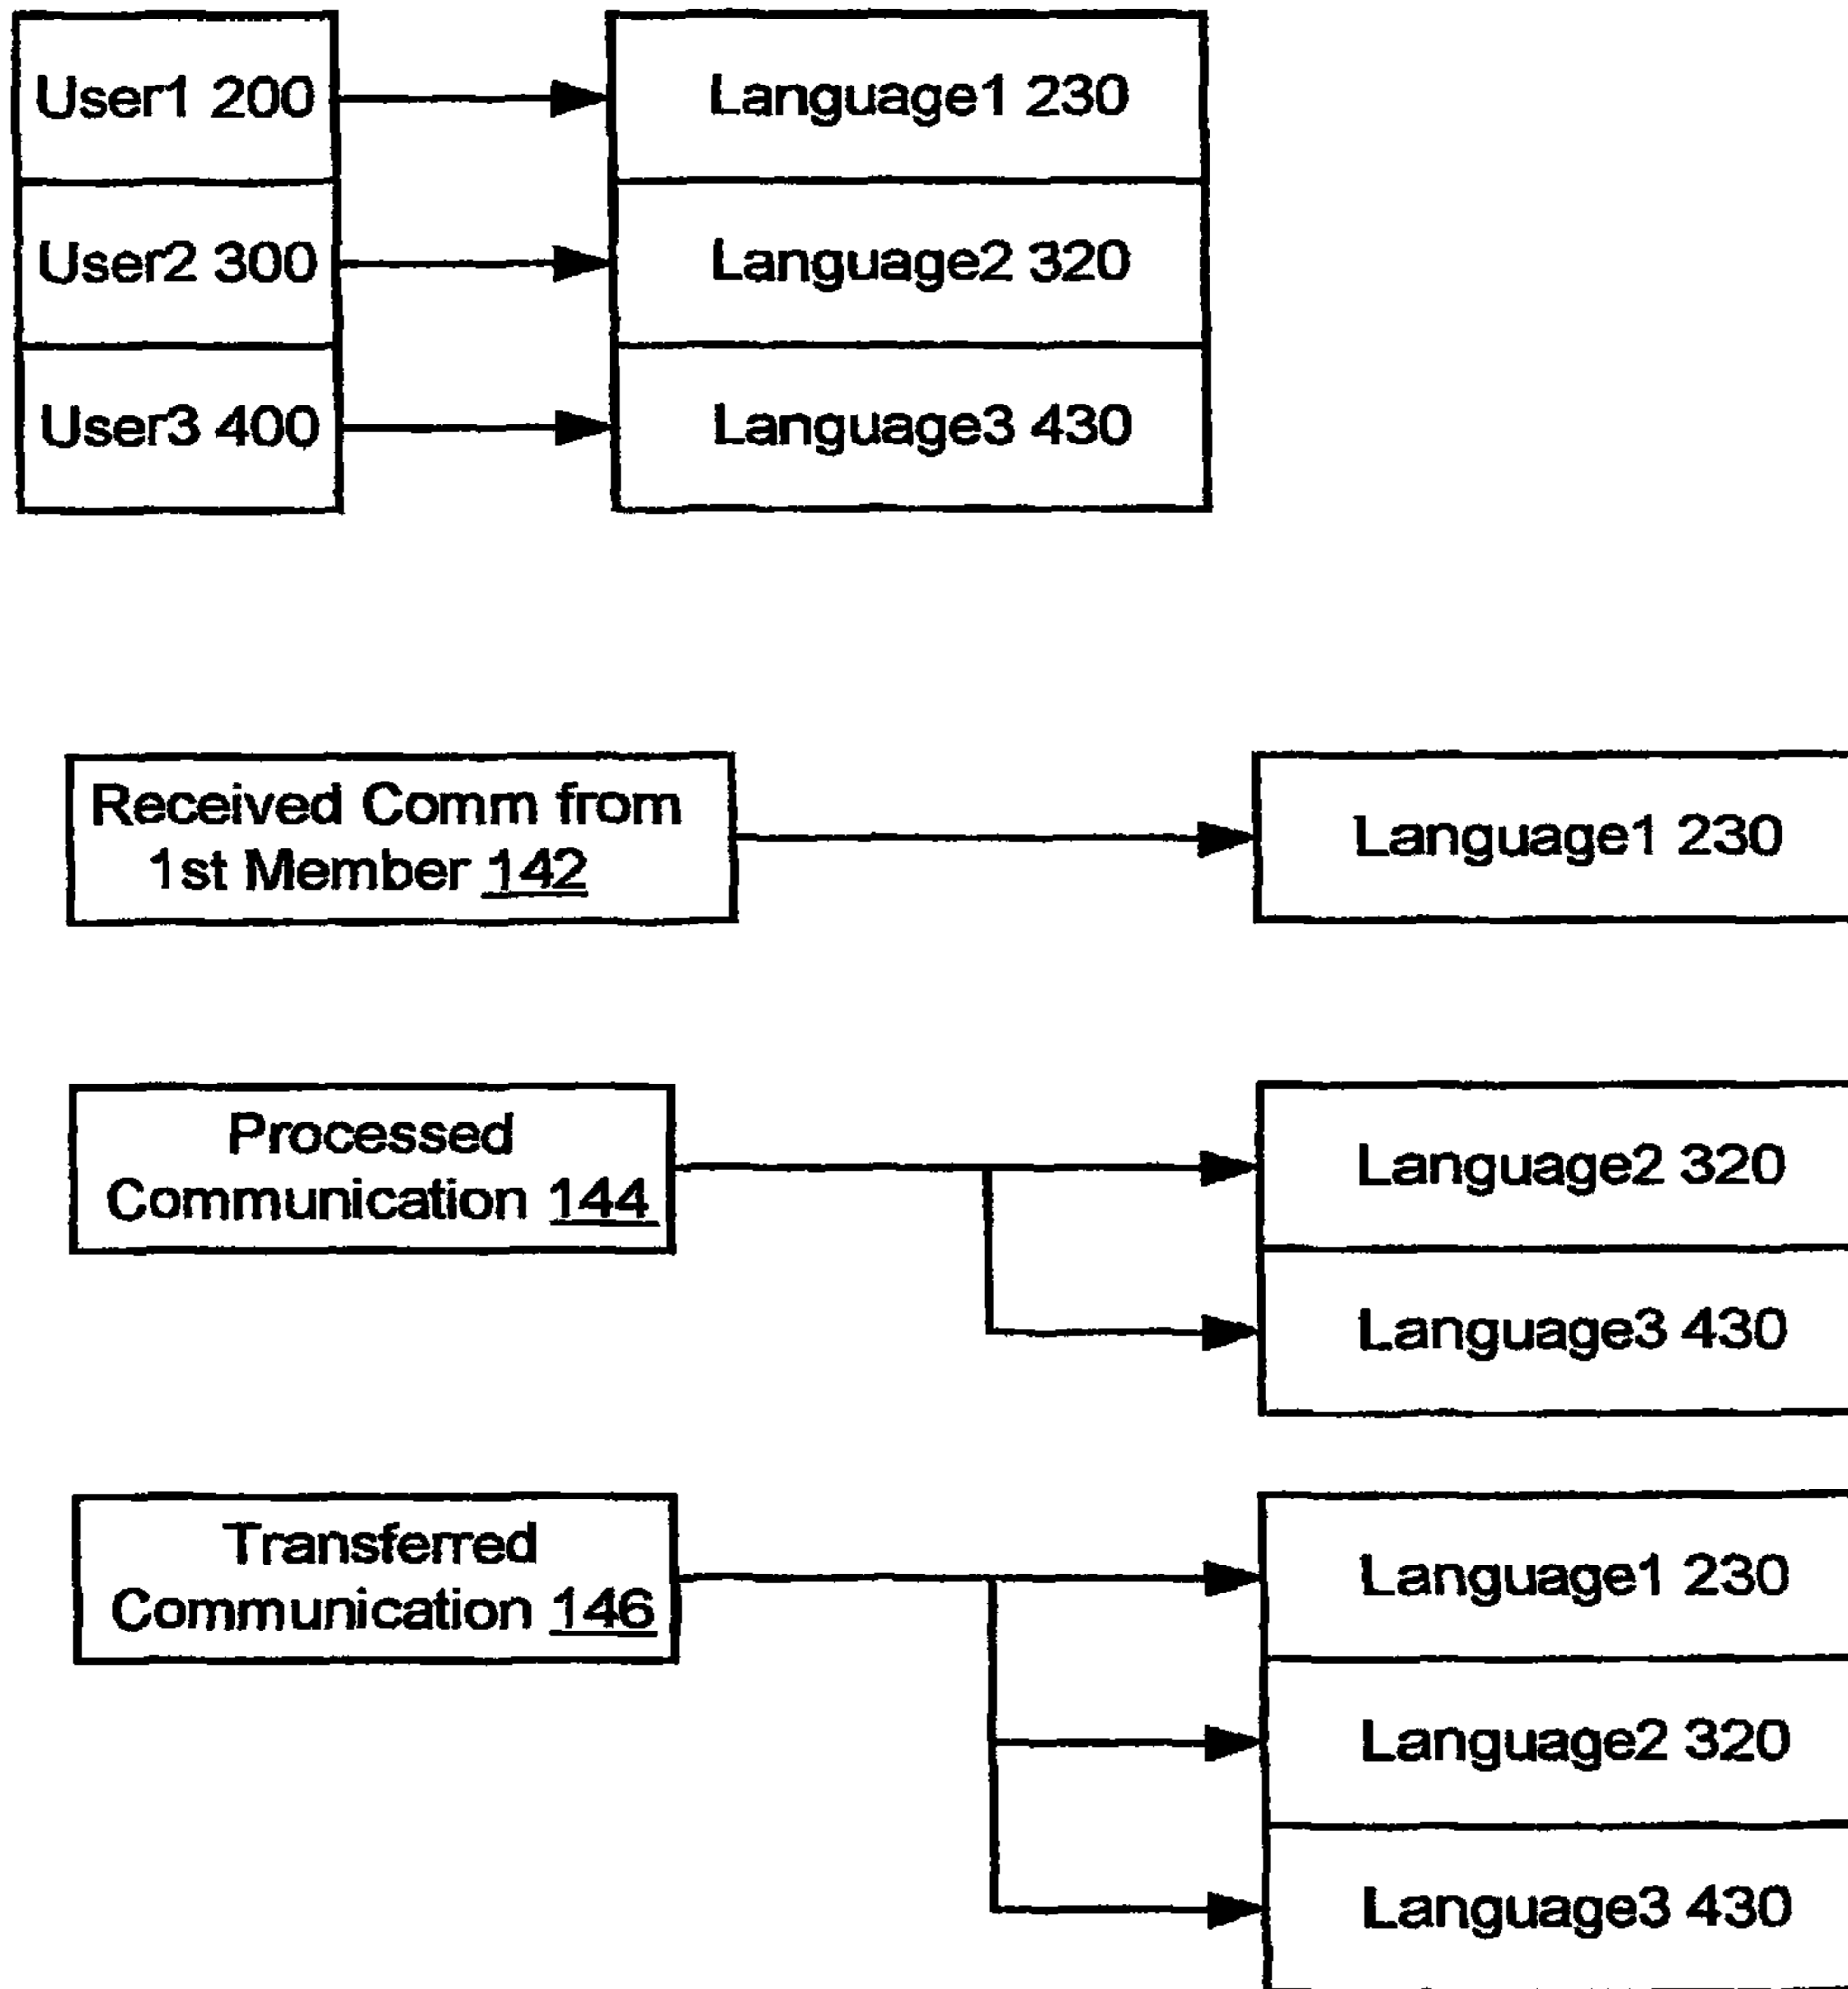 User1 200
Language1 230
User2 300
Language2 320
User3 400
Language3 430
Received Comm from
1st Member 142
Language1 230
Processed
Communication 144
Language2 320
Language3 430
Transferred
Communication 146
Language1 230
Language2 320
Language3 430